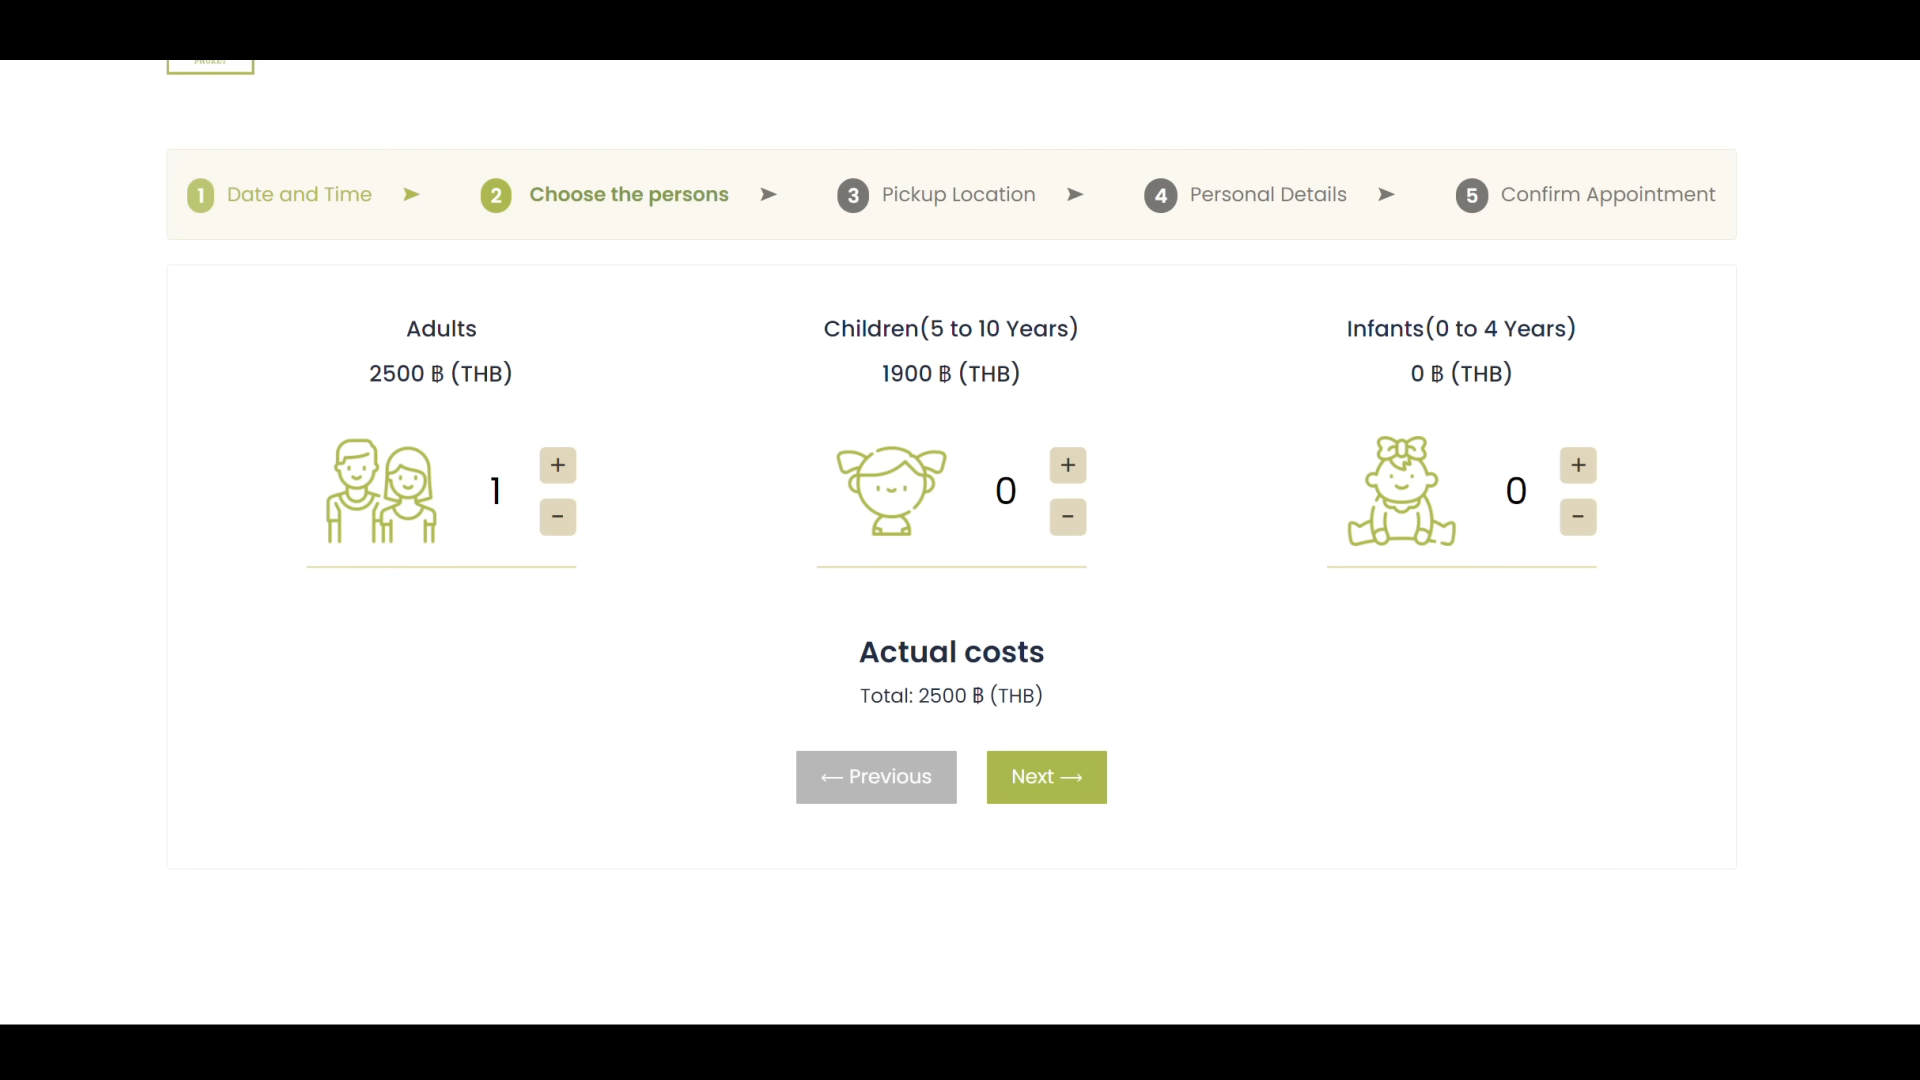 1 Date and Time ➤ 2 Choose the persons ➤ 3 Pickup Location ➤ 4 Personal Details ➤ 5 Confirm Appointment
Adults
2500 ฿ (THB)
1
+
-
Children(5 to 10 Years)
1900 ฿ (THB)
0
+
-
Infants(0 to 4 Years)
0 ฿ (THB)
0
+
-
Actual costs
Total: 2500 ฿ (THB)
← Previous
Next →